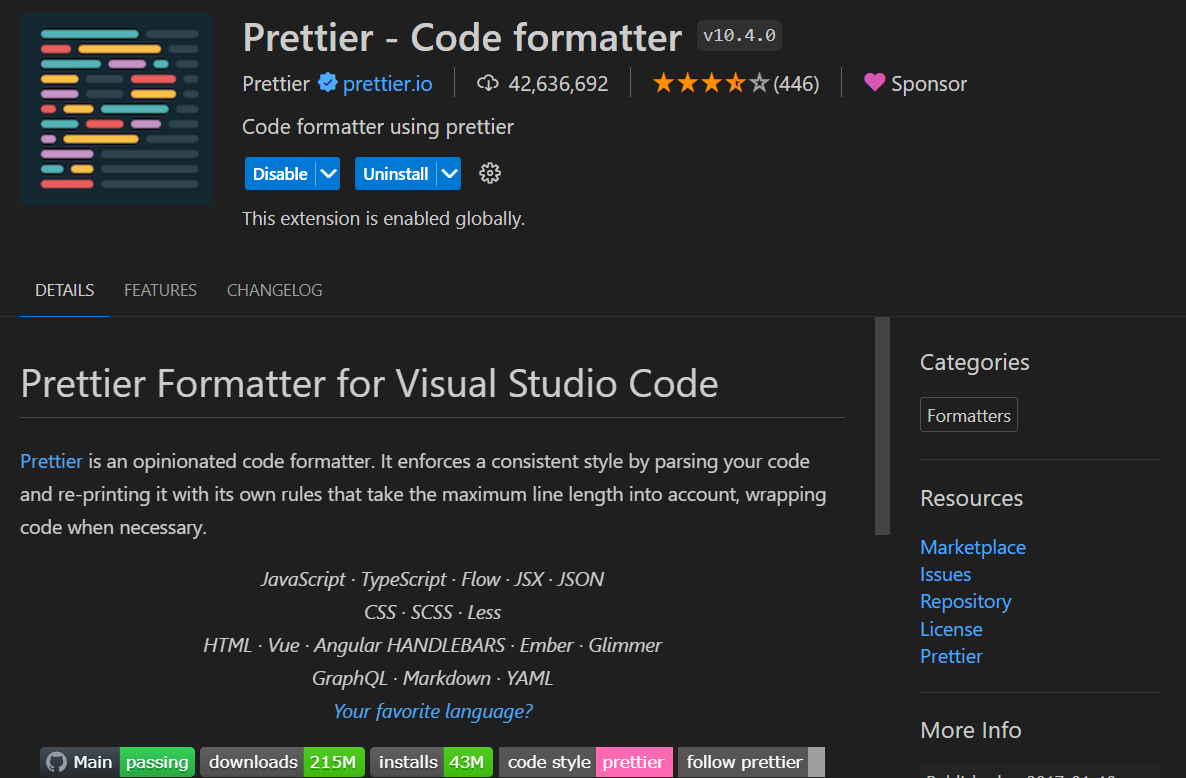 Prettier - Code formatter v10.4.0
Prettier prettier.io 42,636,692 (446) Sponsor
Code formatter using prettier
Disable Uninstall
This extension is enabled globally.
DETAILS FEATURES CHANGELOG
Prettier Formatter for Visual Studio Code
Prettier is an opinionated code formatter. It enforces a consistent style by parsing your code
and re-printing it with its own rules that take the maximum line length into account, wrapping
code when necessary.
JavaScript · TypeScript · Flow · JSX · JSON
CSS · SCSS · Less
HTML · Vue · Angular HANDLEBARS · Ember · Glimmer
GraphQL · Markdown · YAML
Your favorite language?
Main passing downloads 215M installs 43M code style prettier follow prettier
Categories
Formatters
Resources
Marketplace
Issues
Repository
License
Prettier
More Info